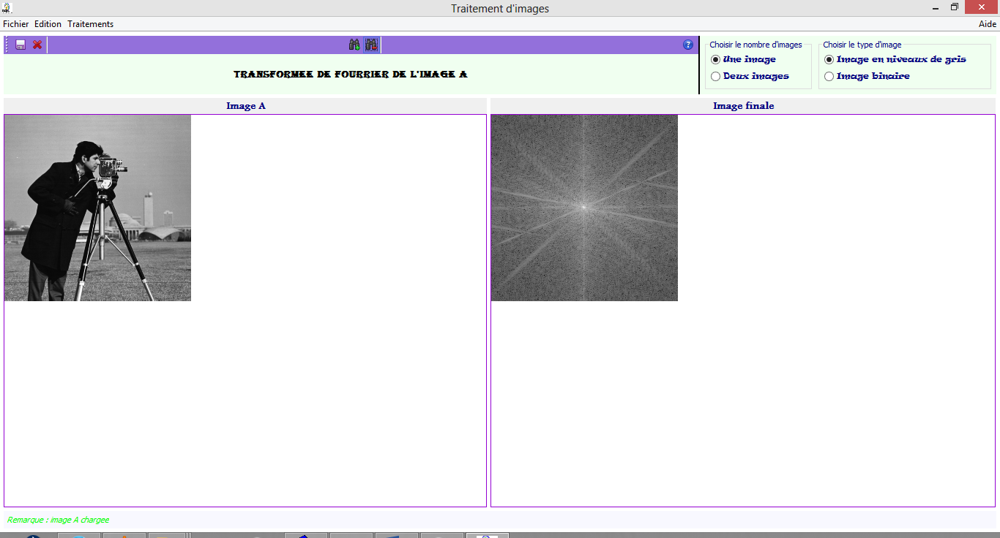 Traitement d'images
Fichier Edition Traitements Aide
Choisir le nombre d'images
Une image
Deux images
Choisir le type d'image
Image en niveaux de gris
Image binaire
TRANSFORMEE DE FOURRIER DE L'IMAGE A
Image A
Image finale
Remarque : image A chargee